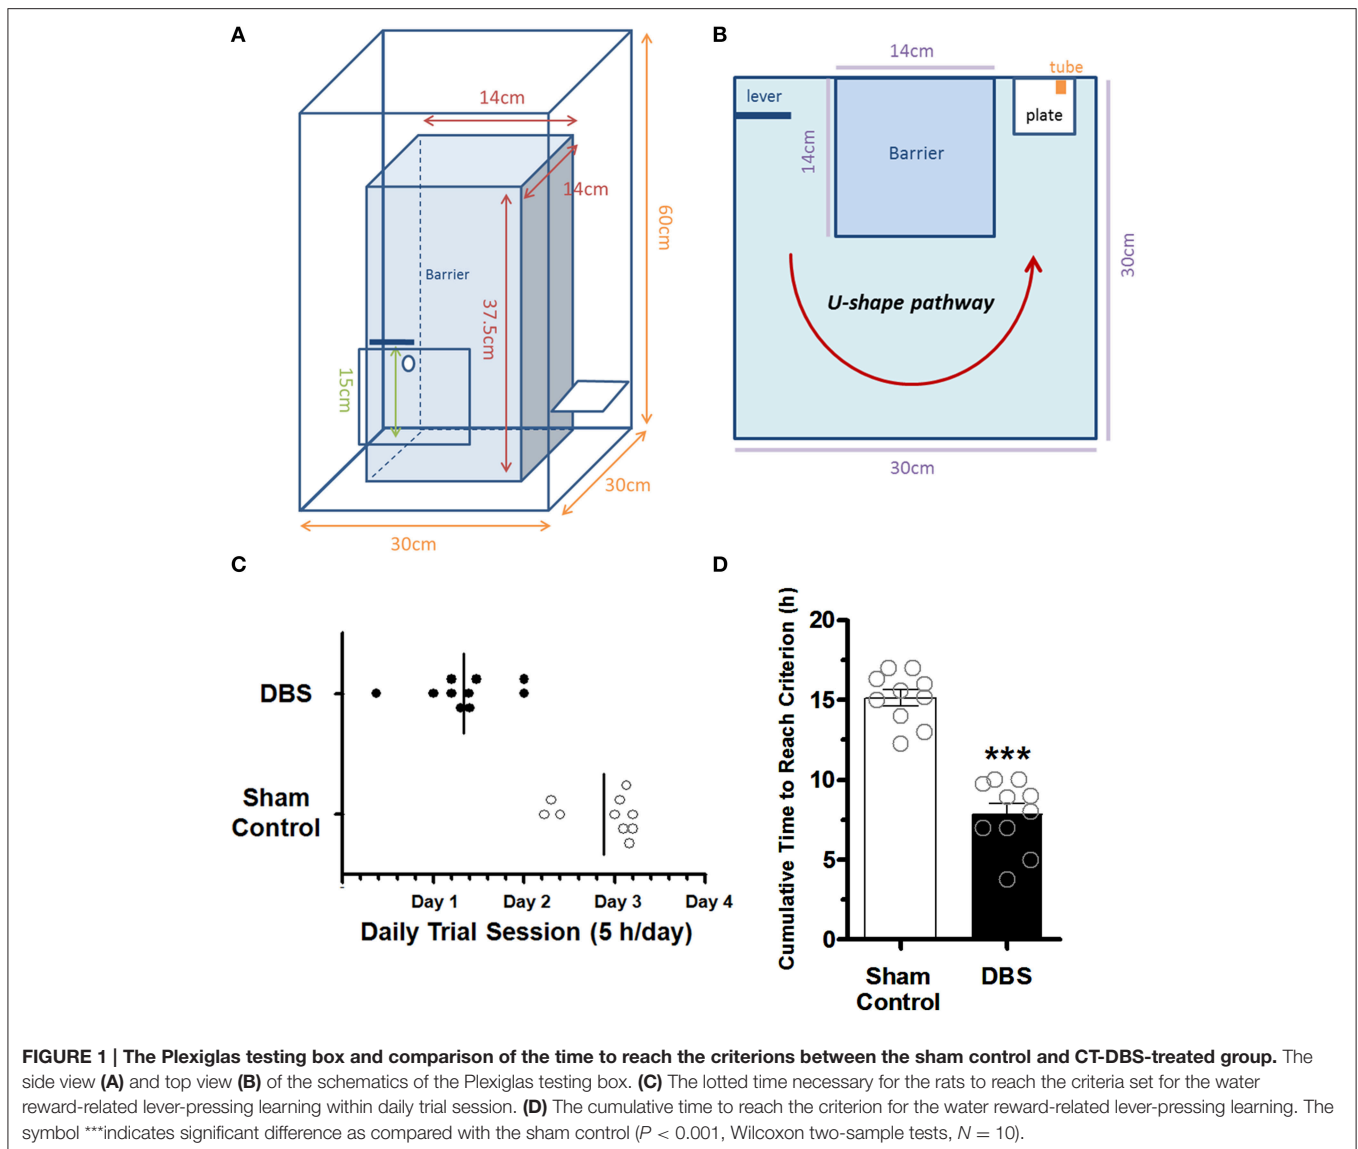 A
14cm
14cm
Barrier
37.5cm
15cm
60cm
30cm
30cm
B
14cm
tube
lever
plate
14cm
Barrier
U-shape pathway
30cm
30cm
C
DBS
Sham
Control
Day 1 Day 2 Day 3 Day 4
Daily Trial Session (5 h/day)
D
Cumulative Time to Reach Criterion (h)
20
15
10
5
0
***
Sham
Control
DBS
FIGURE 1 | The Plexiglas testing box and comparison of the time to reach the criterions between the sham control and CT-DBS-treated group. The
side view (A) and top view (B) of the schematics of the Plexiglas testing box. (C) The lotted time necessary for the rats to reach the criteria set for the water
reward-related lever-pressing learning within daily trial session. (D) The cumulative time to reach the criterion for the water reward-related lever-pressing learning. The
symbol ***indicates significant difference as compared with the sham control (P < 0.001, Wilcoxon two-sample tests, N = 10).